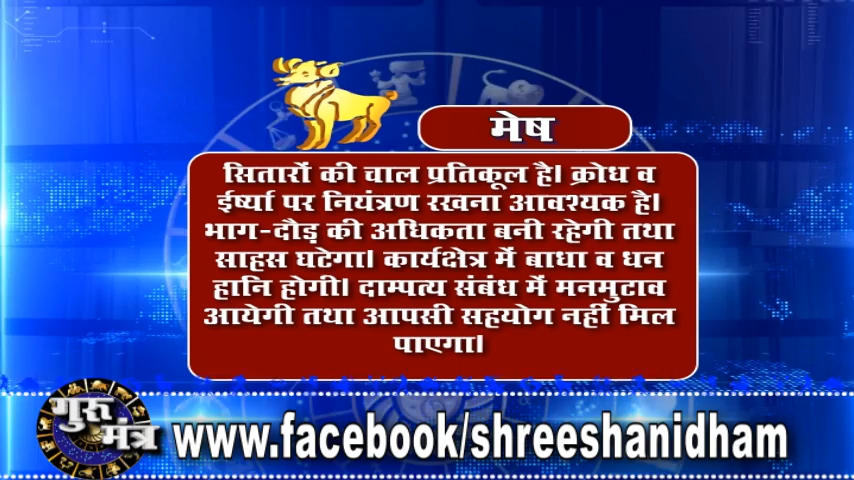 मेष
सितारों की चाल प्रतिकूल है। क्रोध व
ईर्ष्या पर नियंत्रण रखना आवश्यक है।
भाग-दौड़ की अधिकता बनी रहेगी तथा
साहस घटेगा। कार्यक्षेत्र में बाधा व धन
हानि होगी। दाम्पत्य संबंध में मनमुटाव
आयेगी तथा आपसी सहयोग नहीं मिल
पाएगा।
गुरु
मंत्र
www.facebook/shreeshanidham